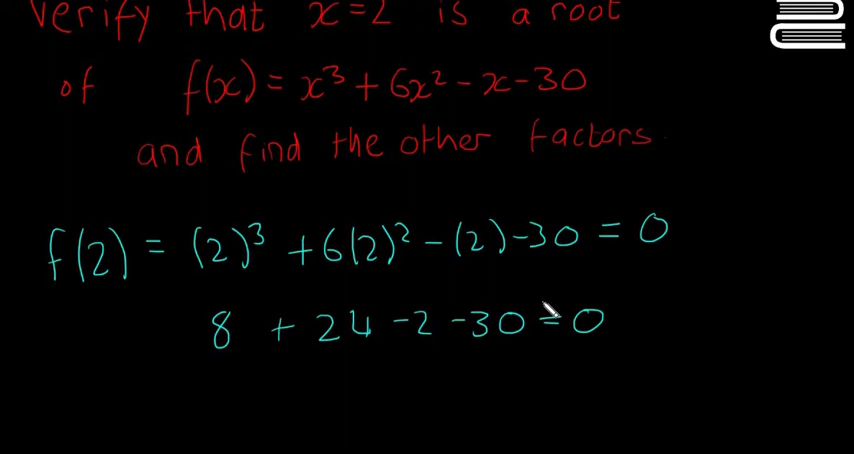 Verify that x=2 is a root
of f(x) = x³ + 6x² - x - 30
and find the other factors.
f(2) = (2)³ + 6(2)² - (2) - 30 = 0
8 + 24 - 2 - 30 = 0